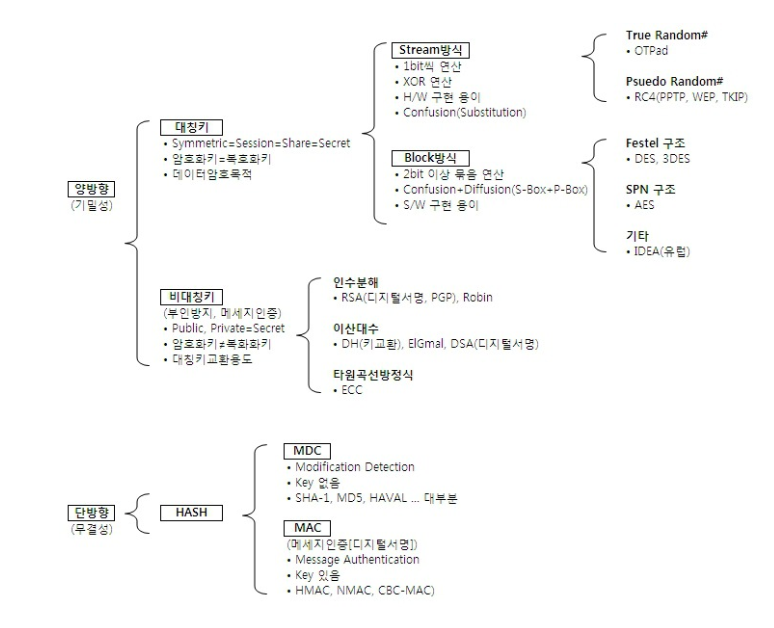 양방향
(기밀성)
대칭키
• Symmetric=Session=Share=Secret
• 암호화키=복호화키
• 데이터암호목적
Stream방식
• 1bit씩 연산
• XOR 연산
• H/W 구현 용이
• Confusion(Substitution)
True Random#
• OTPad
Psuedo Random#
• RC4(PPTP, WEP, TKIP)
Block방식
• 2bit 이상 묶음 연산
• Confusion+Diffusion(S-Box+P-Box)
• S/W 구현 용이
Festel 구조
• DES, 3DES
SPN 구조
• AES
기타
• IDEA(유럽)
비대칭키
(부인방지, 메세지인증)
• Public, Private=Secret
• 암호화키≠복화화키
• 대칭키교환용도
인수분해
• RSA(디지털서명, PGP), Robin
이산대수
• DH(키교환), ElGmal, DSA(디지털서명)
타원곡선방정식
• ECC
단방향
(무결성)
HASH
MDC
• Modification Detection
• Key 없음
• SHA-1, MD5, HAVAL ... 대부분
MAC
(메세지인증[디지털서명])
• Message Authentication
• Key 있음
• HMAC, NMAC, CBC-MAC)